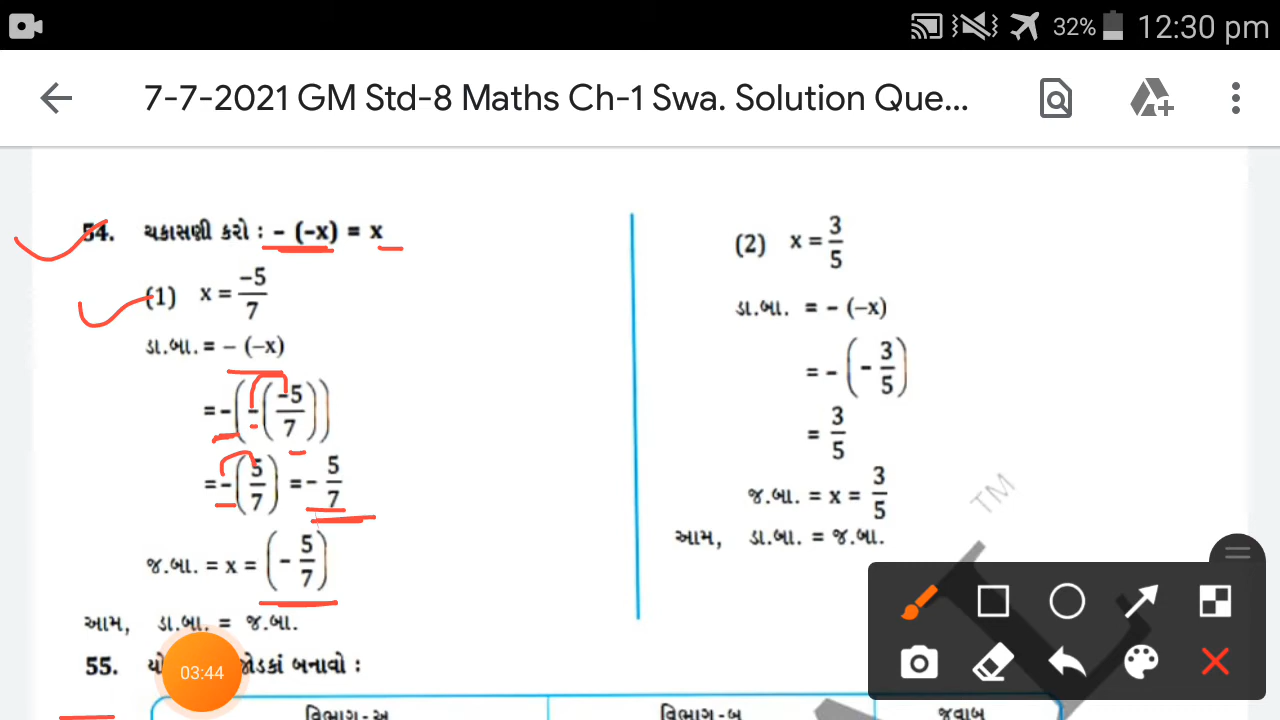 32% 12:30 pm
7-7-2021 GM Std-8 Maths Ch-1 Swa. Solution Que...
54. ચકાસણી કરો : - (-x) = x
(1) x = -5/7
ડા.બા. = - (-x)
= -(-(-5/7))
= -(5/7) = - 5/7
જ.બા. = x = (- 5/7)
આમ, ડા.બા. = જ.બા.
(2) x = 3/5
ડા.બા. = - (-x)
= - (- 3/5)
= 3/5
જ.બા. = x = 3/5
આમ, ડા.બા. = જ.બા.
TM
55. જોડકાં બનાવો :
03:44
વિભાગ-અ વિભાગ-બ જવાબ